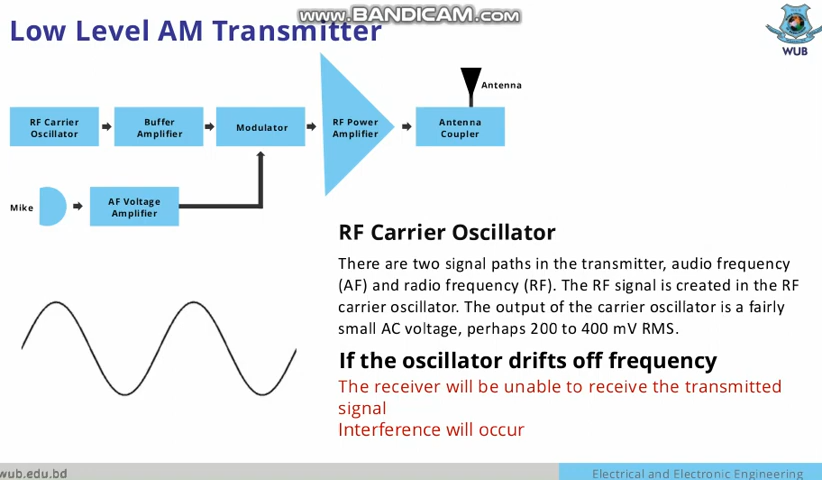 www.BANDICAM.com
Low Level AM Transmitter
WUB
Antenna
RF Carrier
Oscillator
Buffer
Amplifier
Modulator
RF Power
Amplifier
Antenna
Coupler
Mike
AF Voltage
Amplifier
RF Carrier Oscillator
There are two signal paths in the transmitter, audio frequency
(AF) and radio frequency (RF). The RF signal is created in the RF
carrier oscillator. The output of the carrier oscillator is a fairly
small AC voltage, perhaps 200 to 400 mV RMS.
If the oscillator drifts off frequency
The receiver will be unable to receive the transmitted
signal
Interference will occur
wub.edu.bd
Electrical and Electronic Engineering